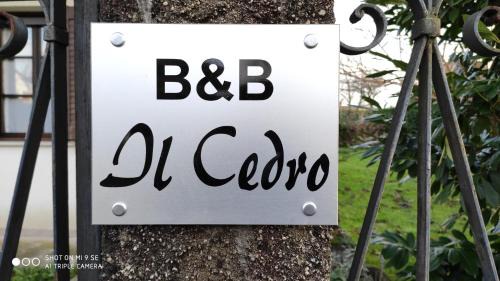 B&B
Il Cedro
SHOT ON MI 9 SE
AI TRIPLE CAMERA